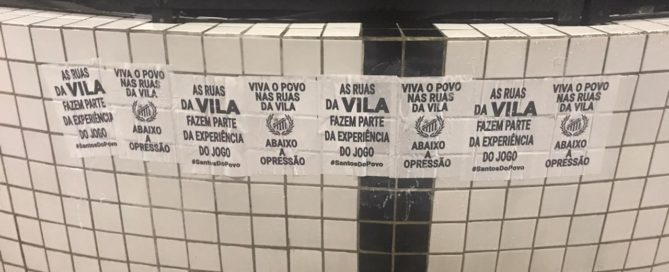 AS RUAS
DA VILA
FAZEM PARTE
DA EXPERIÊNCIA
DO JOGO
#SantosDoPovo
VIVA O POVO
NAS RUAS
DA VILA
ABAIXO
A
OPRESSÃO
AS RUAS
DA VILA
FAZEM PARTE
DA EXPERIÊNCIA
DO JOGO
#SantosDoPovo
VIVA O POVO
NAS RUAS
DA VILA
ABAIXO
A
OPRESSÃO
AS RUAS
DA VILA
FAZEM PARTE
DA EXPERIÊNCIA
DO JOGO
#SantosDoPovo
VIVA O POVO
NAS RUAS
DA VILA
ABAIXO
A
OPRESSÃO
AS RUAS
DA VILA
FAZEM PARTE
DA EXPERIÊNCIA
DO JOGO
#SantosDoPovo
VIVA O POVO
NAS RUAS
DA VILA
ABAIXO
A
OPRESSÃO